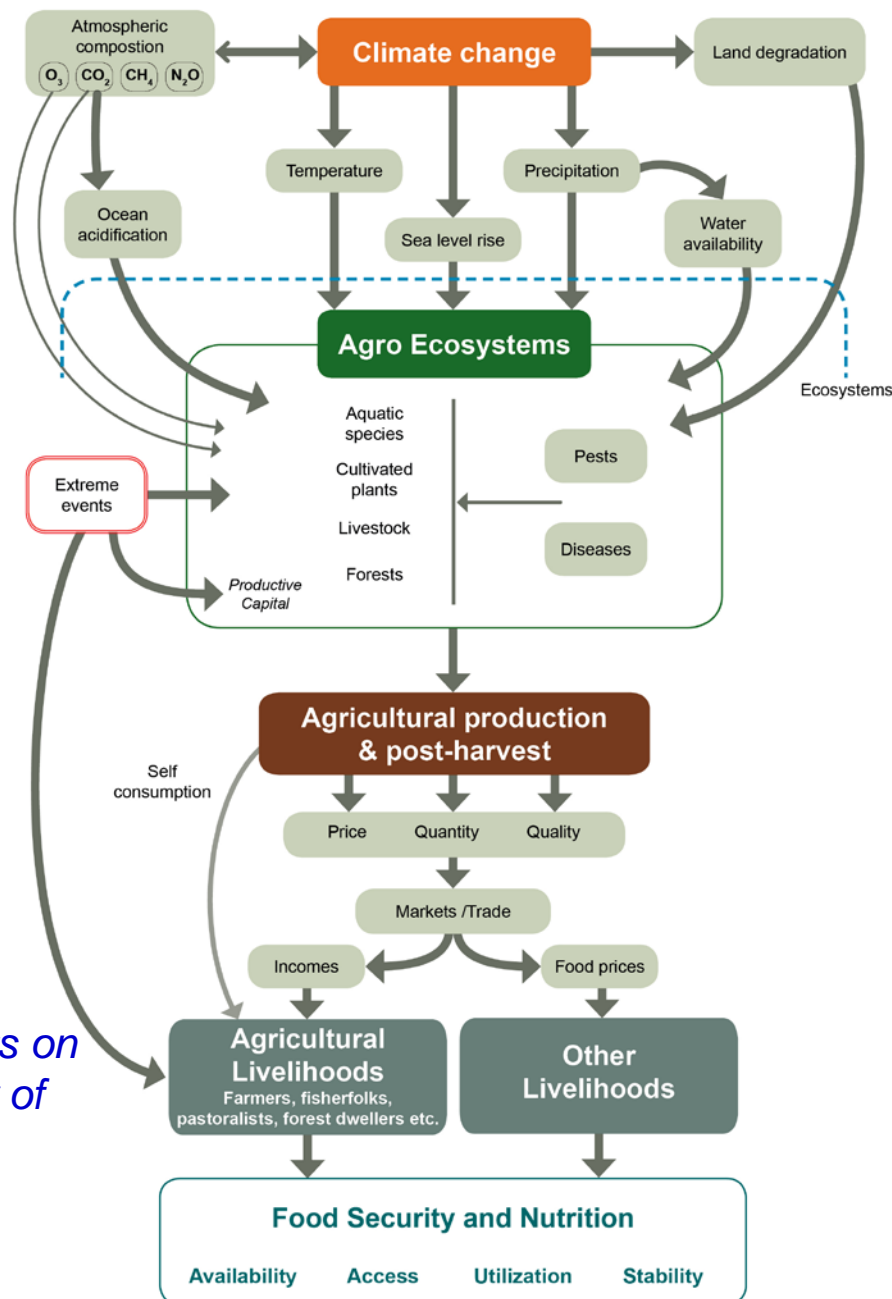 Atmospheric
compostion
O3 CO2 CH4 N2O
Climate change
Land degradation
Temperature
Precipitation
Ocean
acidification
Sea level rise
Water
availability
Agro Ecosystems
Ecosystems
Aquatic
species
Cultivated
plants
Livestock
Forests
Pests
Diseases
Extreme
events
Productive
Capital
Agricultural production
& post-harvest
Self
consumption
Price Quantity Quality
Markets /Trade
Incomes
Food prices
s on
of
Agricultural
Livelihoods
Farmers, fisherfolks,
pastoralists, forest dwellers etc.
Other
Livelihoods
Food Security and Nutrition
Availability Access Utilization Stability